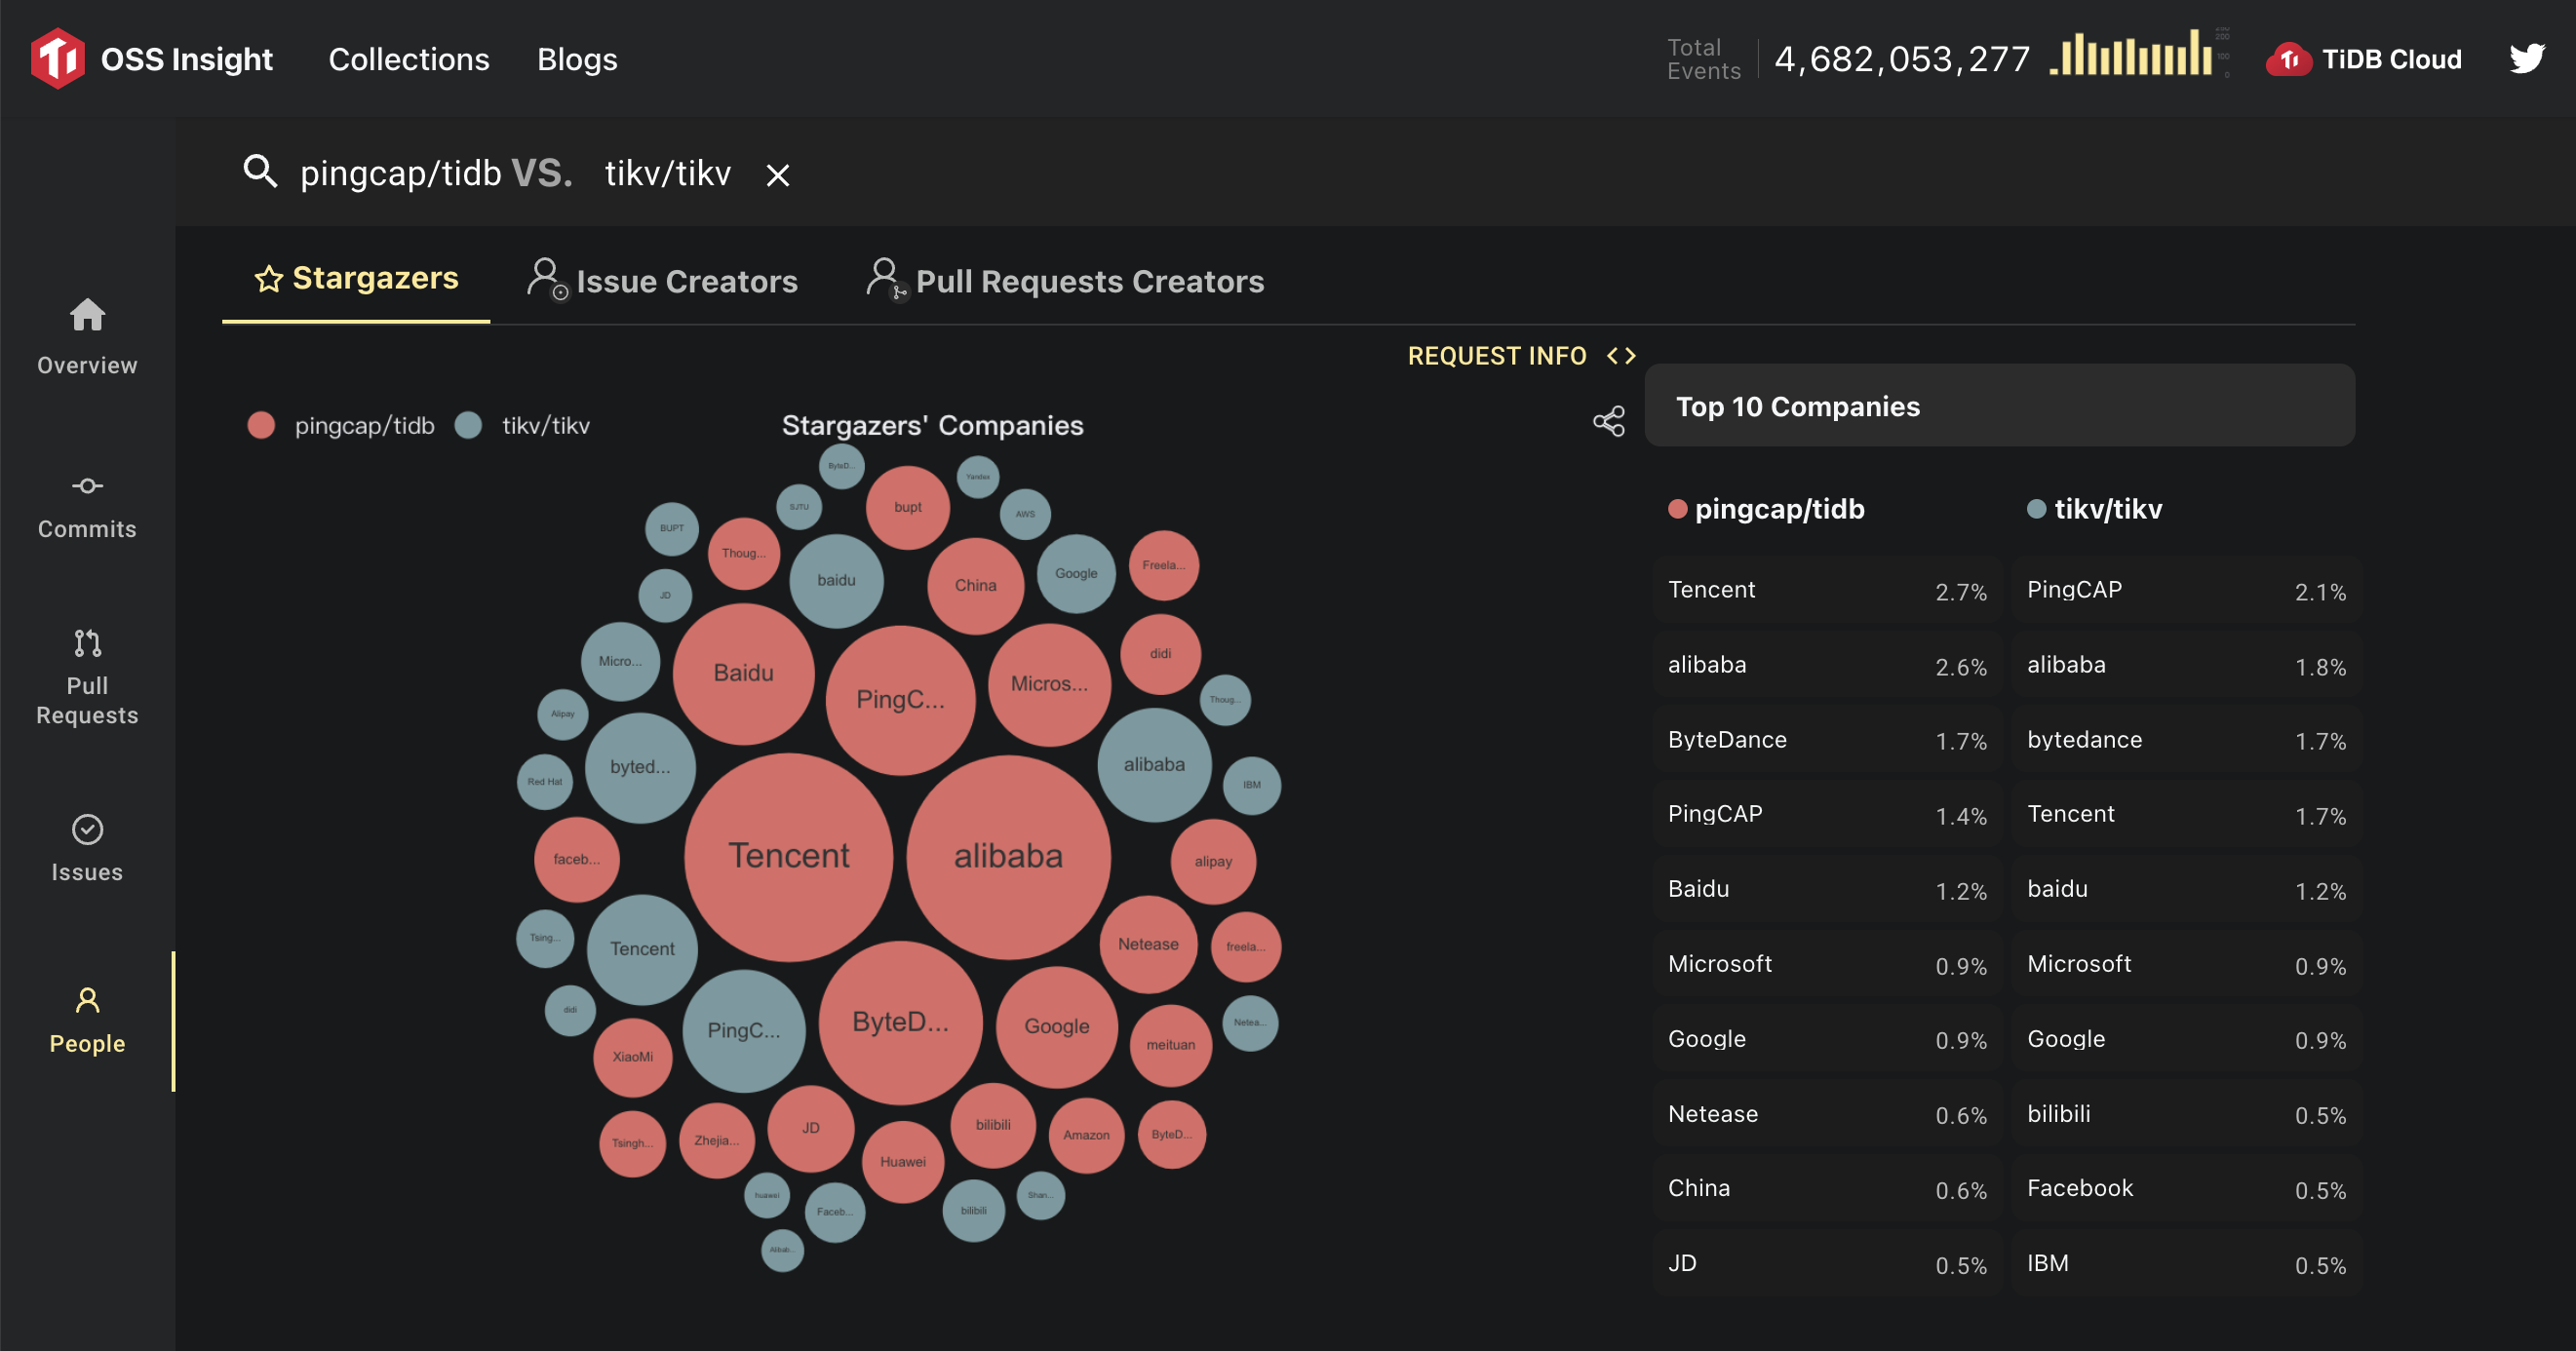 OSS Insight
Collections
Blogs
Total
Events
4,682,053,277
200
100
0
TiDB Cloud
pingcap/tidb VS. tikv/tikv
Stargazers
Issue Creators
Pull Requests Creators
Overview
Commits
Pull
Requests
Issues
People
REQUEST INFO <>
pingcap/tidb
tikv/tikv
Stargazers' Companies
ByteD...
Yandex
SJTU
bupt
AWS
BUPT
Thoug...
baidu
China
Google
Freela...
JD
Micro...
Baidu
PingC...
Micros...
didi
Thoug...
Alipay
byted...
alibaba
Red Hat
IBM
Tencent
alibaba
faceb...
alipay
Tsing...
Tencent
Netease
freela...
didi
PingC...
ByteD...
Google
Netea...
meituan
XiaoMi
Tsingh...
Zhejia...
JD
Huawei
bilibili
Amazon
ByteD...
huawei
Faceb...
bilibili
Shan...
Alibab...
Top 10 Companies
pingcap/tidb
tikv/tikv
Tencent 2.7% PingCAP 2.1%
alibaba 2.6% alibaba 1.8%
ByteDance 1.7% bytedance 1.7%
PingCAP 1.4% Tencent 1.7%
Baidu 1.2% baidu 1.2%
Microsoft 0.9% Microsoft 0.9%
Google 0.9% Google 0.9%
Netease 0.6% bilibili 0.5%
China 0.6% Facebook 0.5%
JD 0.5% IBM 0.5%